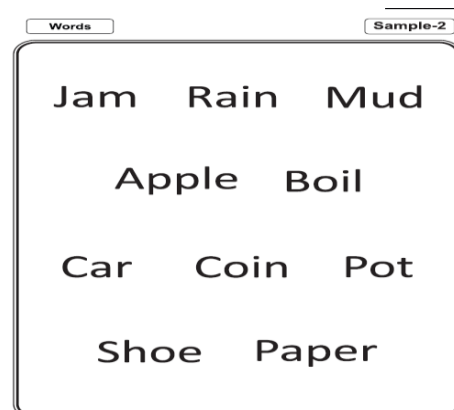 Words Sample-2
Jam Rain Mud
Apple Boil
Car Coin Pot
Shoe Paper